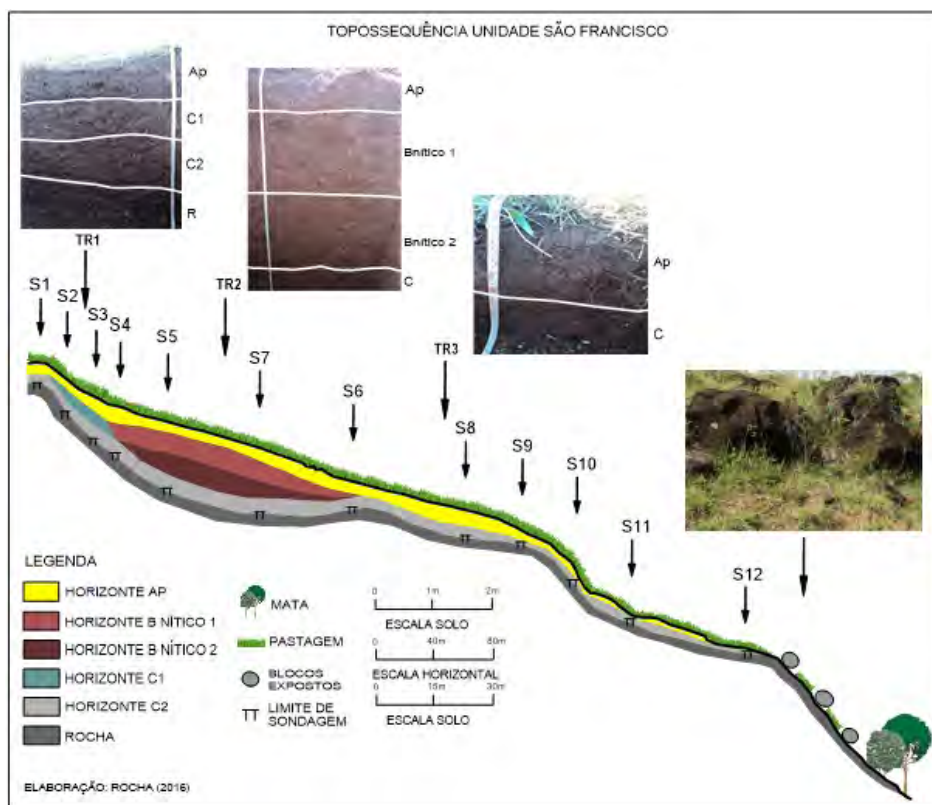 TOPOSSEQUÊNCIA UNIDADE SÃO FRANCISCO
Ap
C1
C2
R
Ap
Bnítico 1
Bnítico 2
C
Ap
C
TR1
TR2
TR3
S1
S2
S3
S4
S5
S7
S6
S8
S9
S10
S11
S12
LEGENDA
HORIZONTE AP
HORIZONTE B NÍTICO 1
HORIZONTE B NÍTICO 2
HORIZONTE C1
HORIZONTE C2
ROCHA
MATA
PASTAGEM
BLOCOS
EXPOSTOS
LIMITE DE
SONDAGEM
0 1m 2m
ESCALA SOLO
0 40m 80m
ESCALA HORIZONTAL
0 15m 30m
ESCALA SOLO
ELABORAÇÃO: ROCHA (2016)